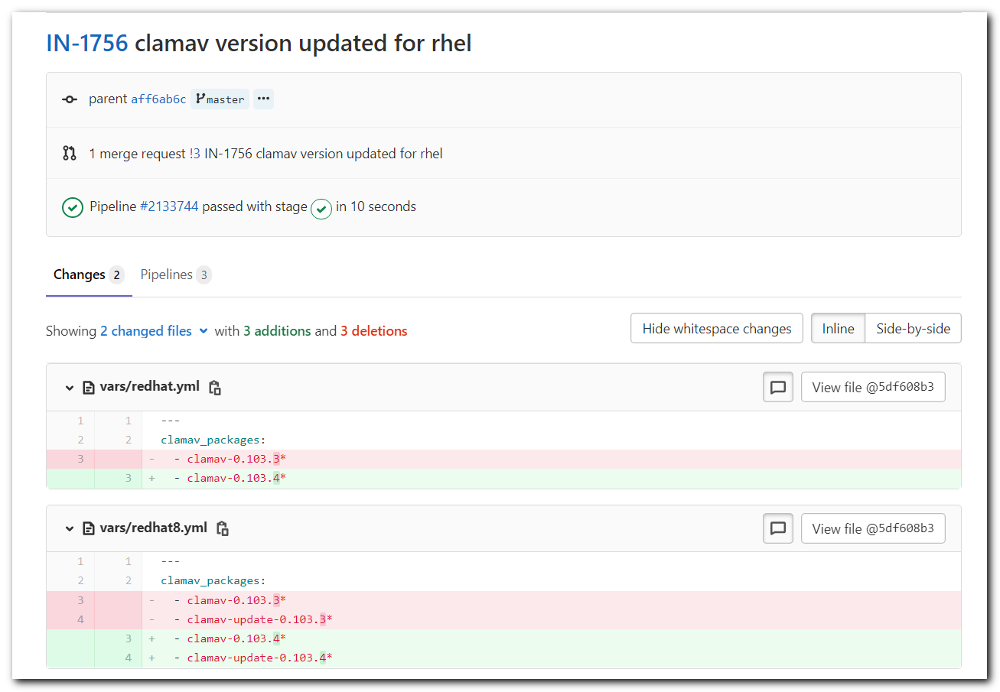 IN-1756 clamav version updated for rhel
parent aff6ab6c master •••
1 merge request !3 IN-1756 clamav version updated for rhel
Pipeline #2133744 passed with stage in 10 seconds
Changes 2 Pipelines 3
Showing 2 changed files with 3 additions and 3 deletions Hide whitespace changes Inline Side-by-side
vars/redhat.yml View file @5df608b3
1 1 ---
2 2 clamav_packages:
3 - - clamav-0.103.3*
3 + - clamav-0.103.4*
vars/redhat8.yml View file @5df608b3
1 1 ---
2 2 clamav_packages:
3 - - clamav-0.103.3*
4 - - clamav-update-0.103.3*
3 + - clamav-0.103.4*
4 + - clamav-update-0.103.4*